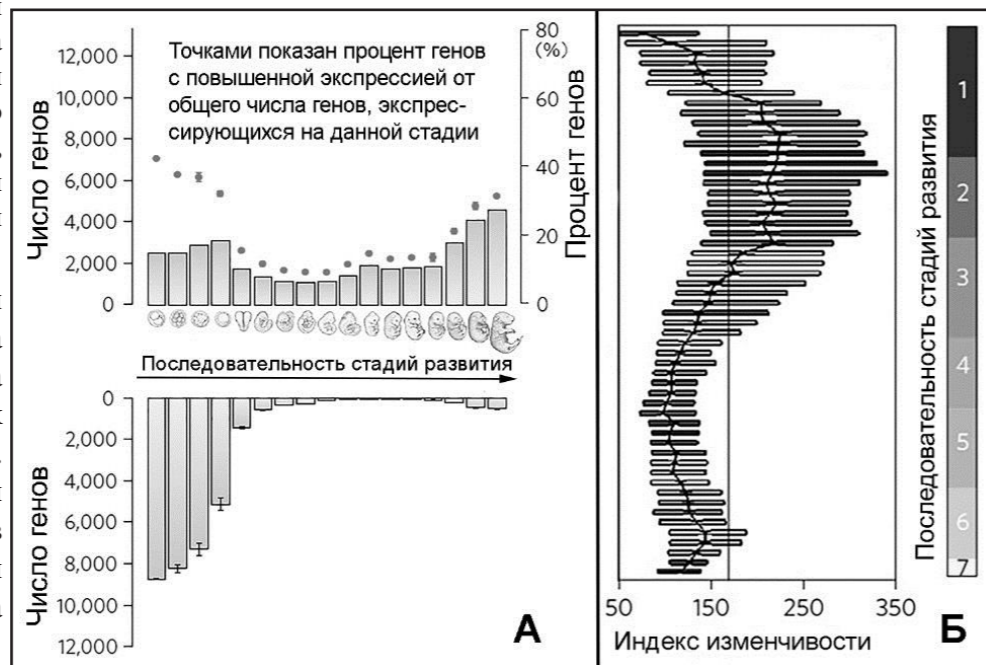 Точками показан процент генов
с повышенной экспрессией от
общего числа генов, экспрес-
сирующихся на данной стадии
Число генов
12,000
10,000
8,000
6,000
4,000
2,000
0
80
(%)
60
40
20
0
Процент генов
Последовательность стадий развития
Число генов
0
2,000
4,000
6,000
8,000
10,000
12,000
А
1
2
3
4
5
6
7
Последовательность стадий развития
50
150
250
350
Индекс изменчивости
Б